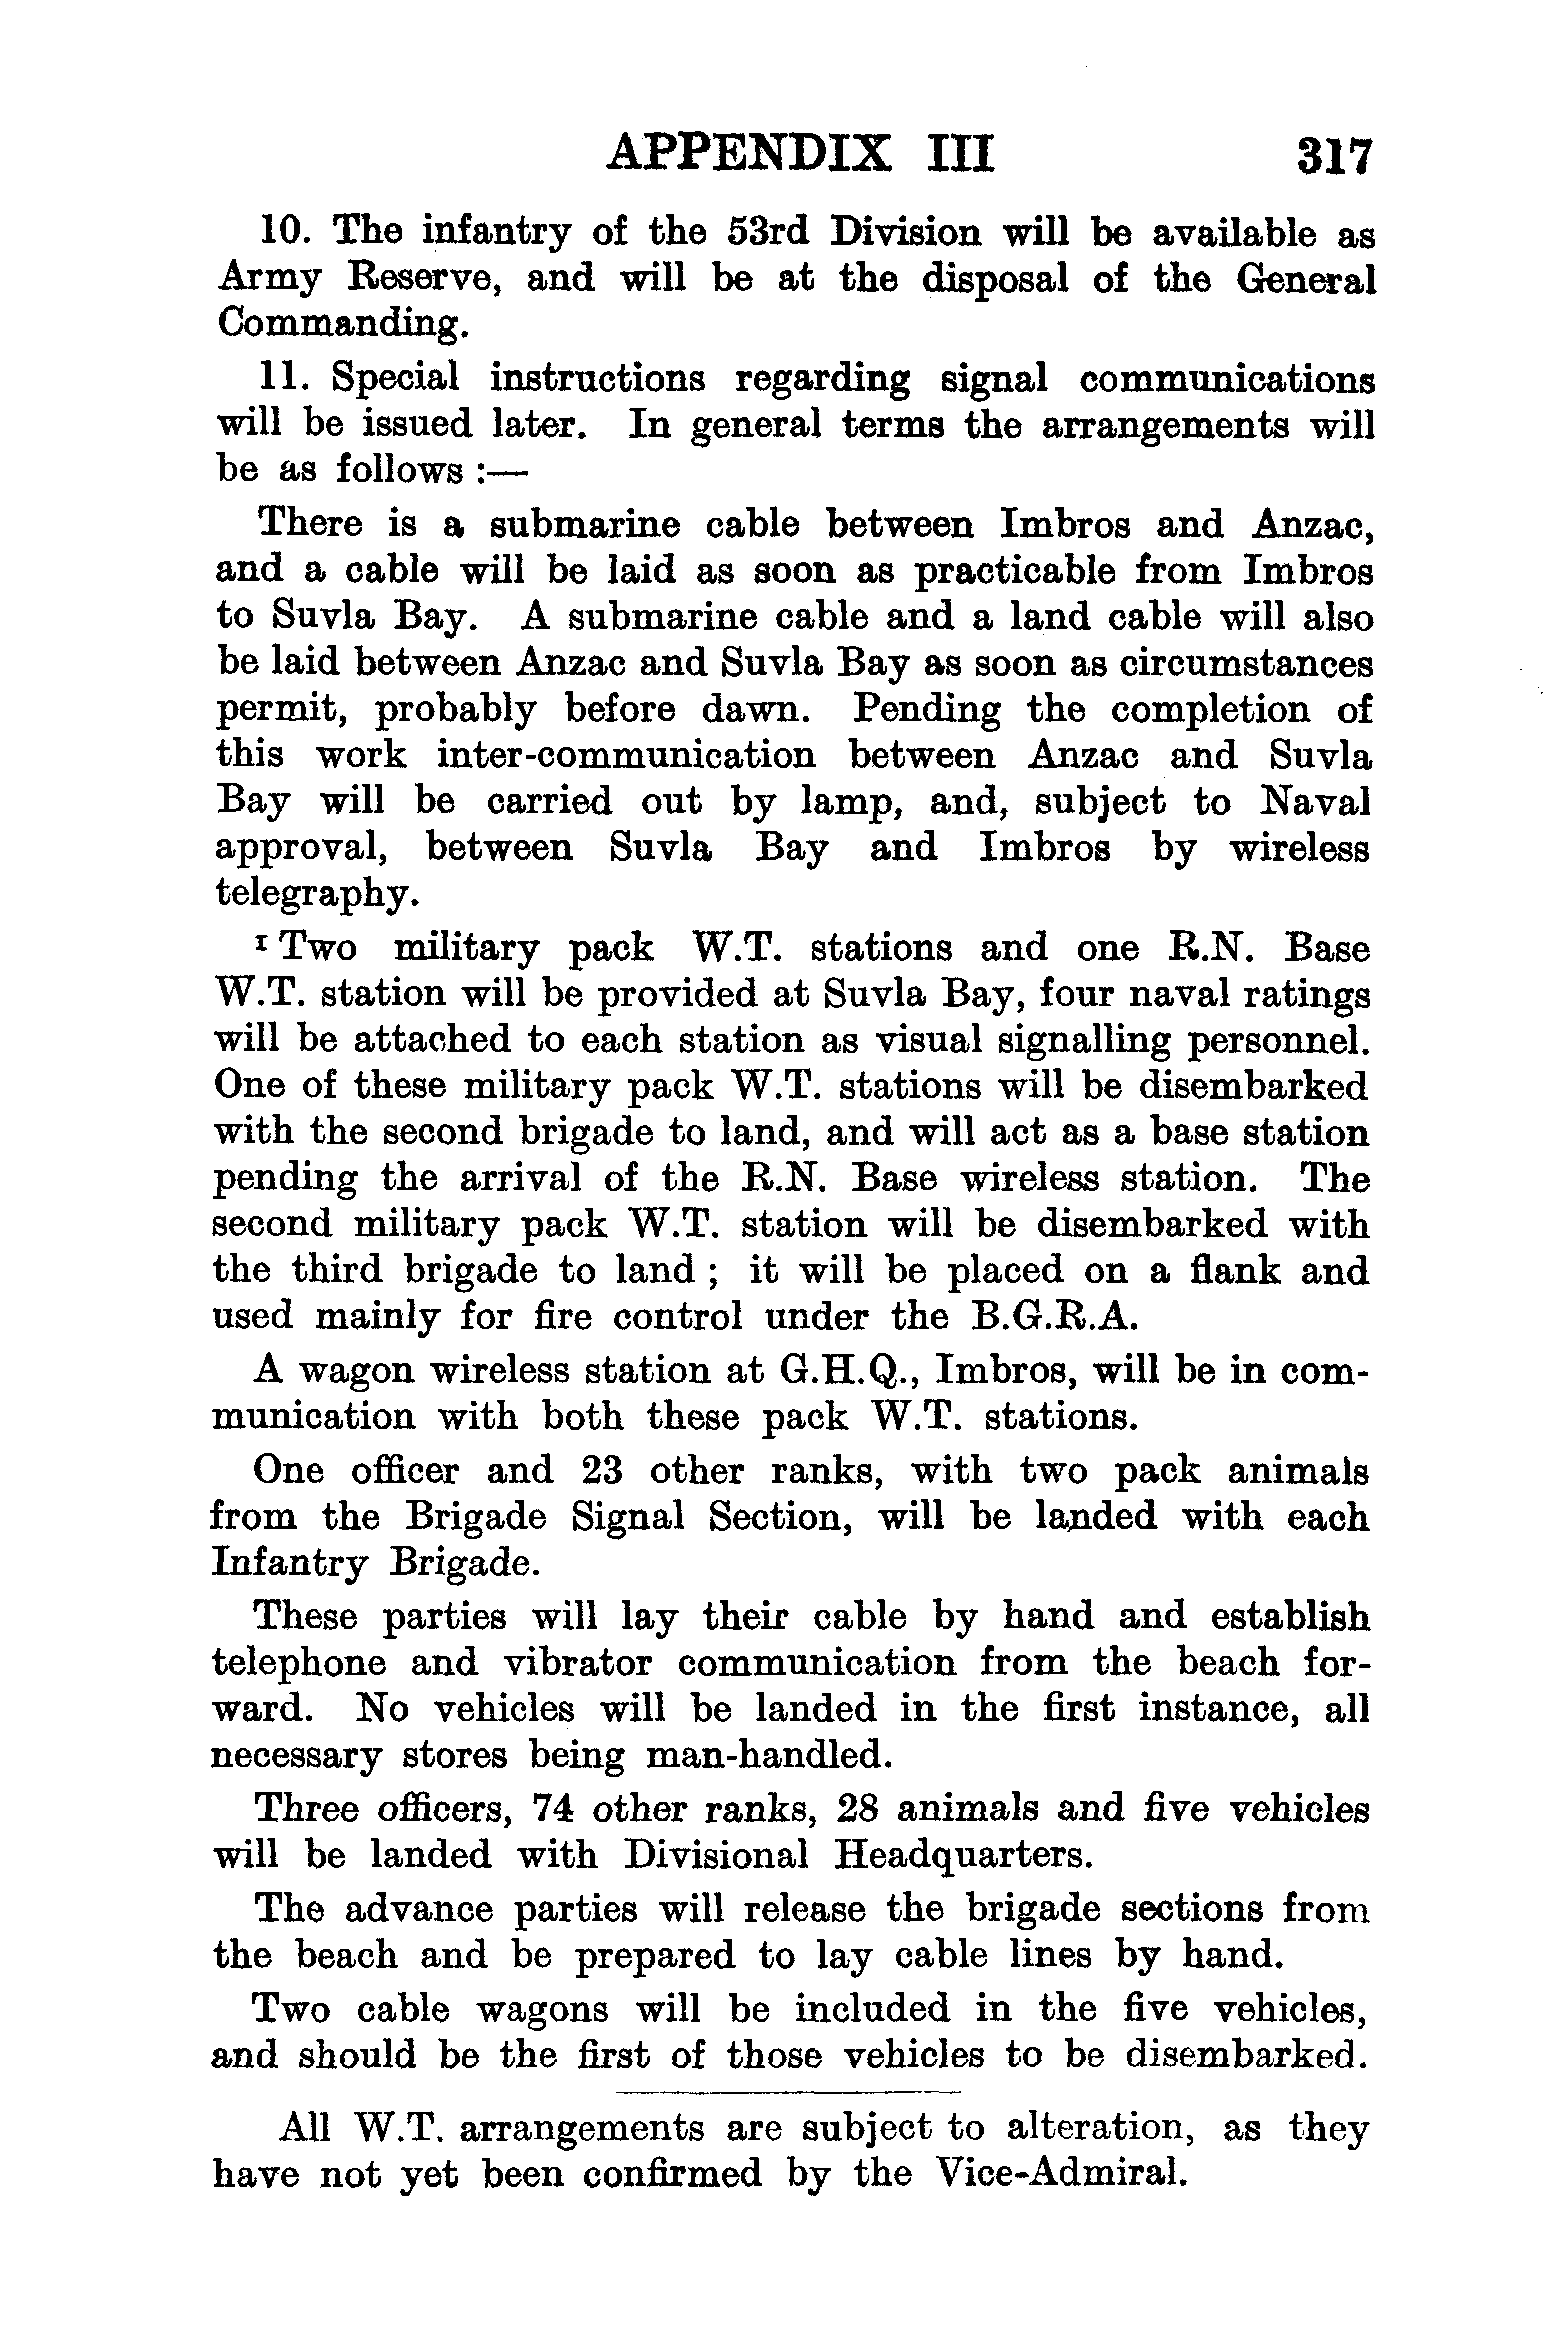 APPENDIX III 317
10. The infantry of the 53rd Division will be available as
Army Reserve, and will be at the disposal of the General
Commanding.
11. Special instructions regarding signal communications
will be issued later. In general terms the arrangements will
be as follows :—
There is a submarine cable between Imbros and Anzac,
and a cable will be laid as soon as practicable from Imbros
to Suvla Bay. A submarine cable and a land cable will also
be laid between Anzac and Suvla Bay as soon as circumstances
permit, probably before dawn. Pending the completion of
this work inter-communication between Anzac and Suvla
Bay will be carried out by lamp, and, subject to Naval
approval, between Suvla Bay and Imbros by wireless
telegraphy.
¹ Two military pack W.T. stations and one R.N. Base
W.T. station will be provided at Suvla Bay, four naval ratings
will be attached to each station as visual signalling personnel.
One of these military pack W.T. stations will be disembarked
with the second brigade to land, and will act as a base station
pending the arrival of the R.N. Base wireless station. The
second military pack W.T. station will be disembarked with
the third brigade to land ; it will be placed on a flank and
used mainly for fire control under the B.G.R.A.
A wagon wireless station at G.H.Q., Imbros, will be in com-
munication with both these pack W.T. stations.
One officer and 23 other ranks, with two pack animals
from the Brigade Signal Section, will be landed with each
Infantry Brigade.
These parties will lay their cable by hand and establish
telephone and vibrator communication from the beach for-
ward. No vehicles will be landed in the first instance, all
necessary stores being man-handled.
Three officers, 74 other ranks, 28 animals and five vehicles
will be landed with Divisional Headquarters.
The advance parties will release the brigade sections from
the beach and be prepared to lay cable lines by hand.
Two cable wagons will be included in the five vehicles,
and should be the first of those vehicles to be disembarked.
All W.T. arrangements are subject to alteration, as they
have not yet been confirmed by the Vice-Admiral.